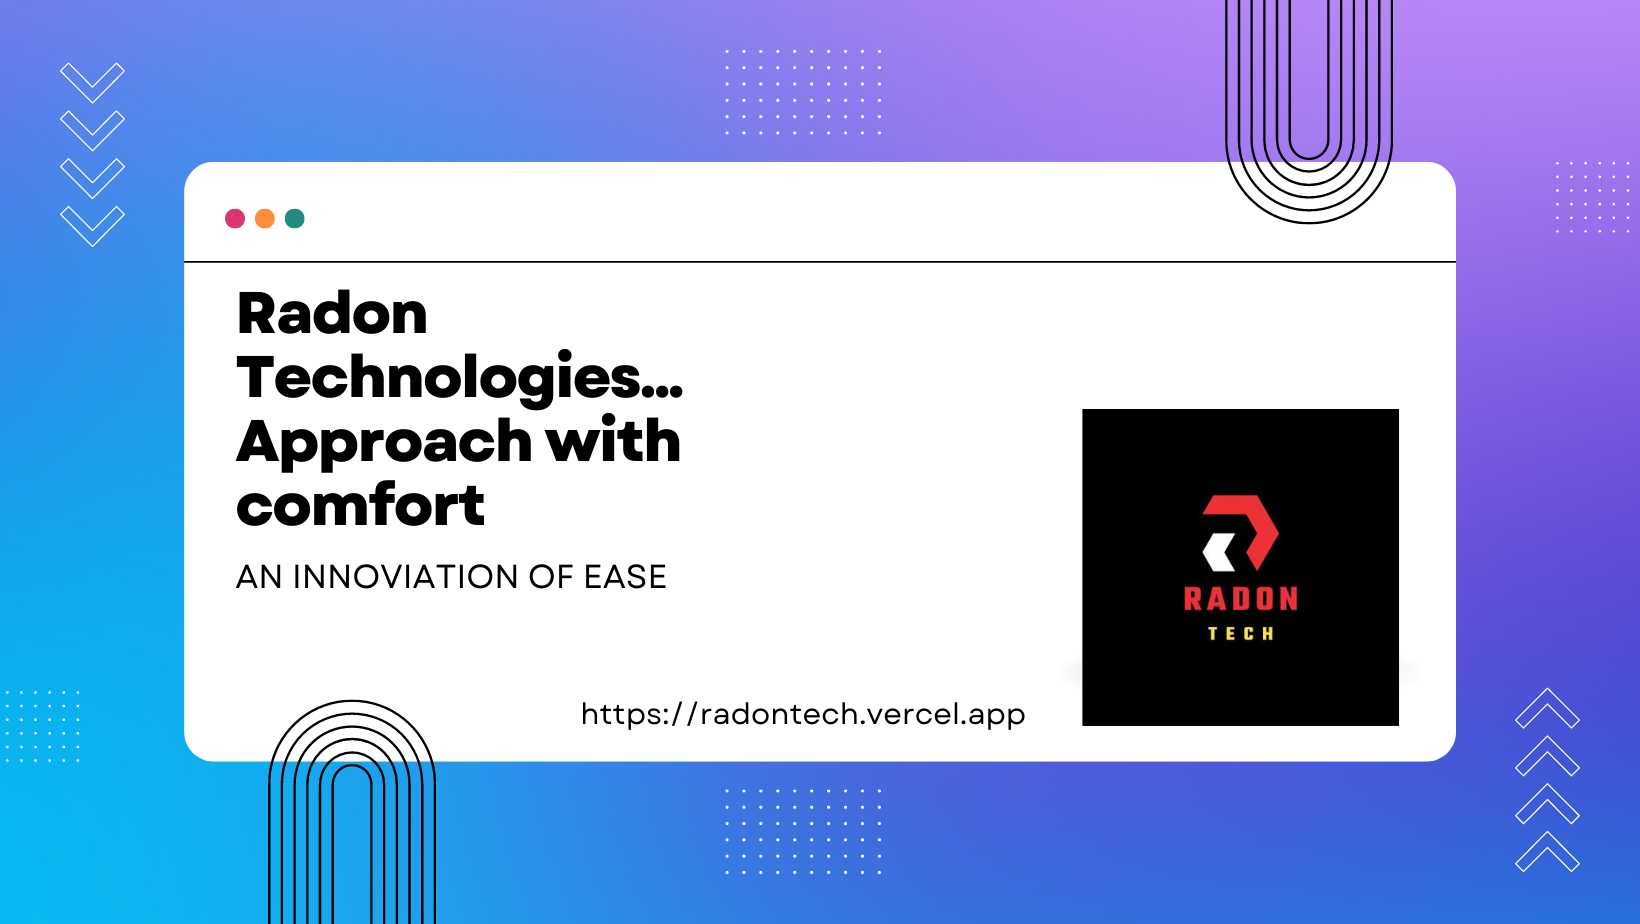 Radon
Technologies...
Approach with
comfort
AN INNOVIATION OF EASE
RADON
TECH
https://radontech.vercel.app